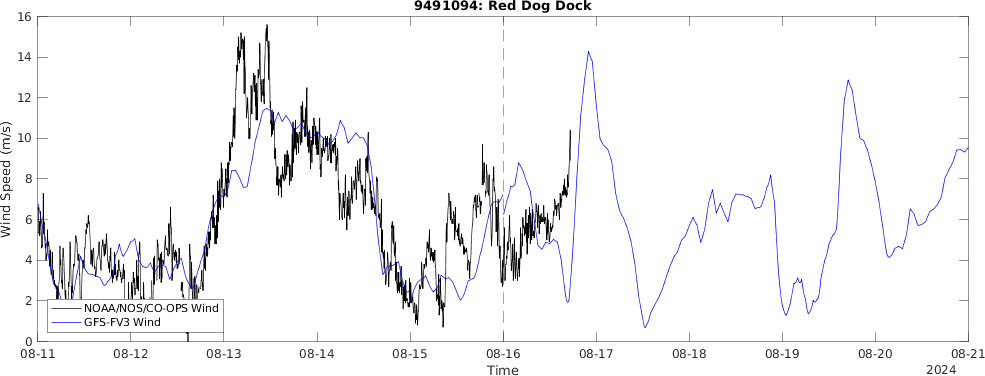 9491094: Red Dog Dock
16
14
12
10
8
6
4
2
0
Wind Speed (m/s)
NOAA/NOS/CO-OPS Wind
GFS-FV3 Wind
08-11 08-12 08-13 08-14 08-15 08-16 08-17 08-18 08-19 08-20 08-21
Time
2024